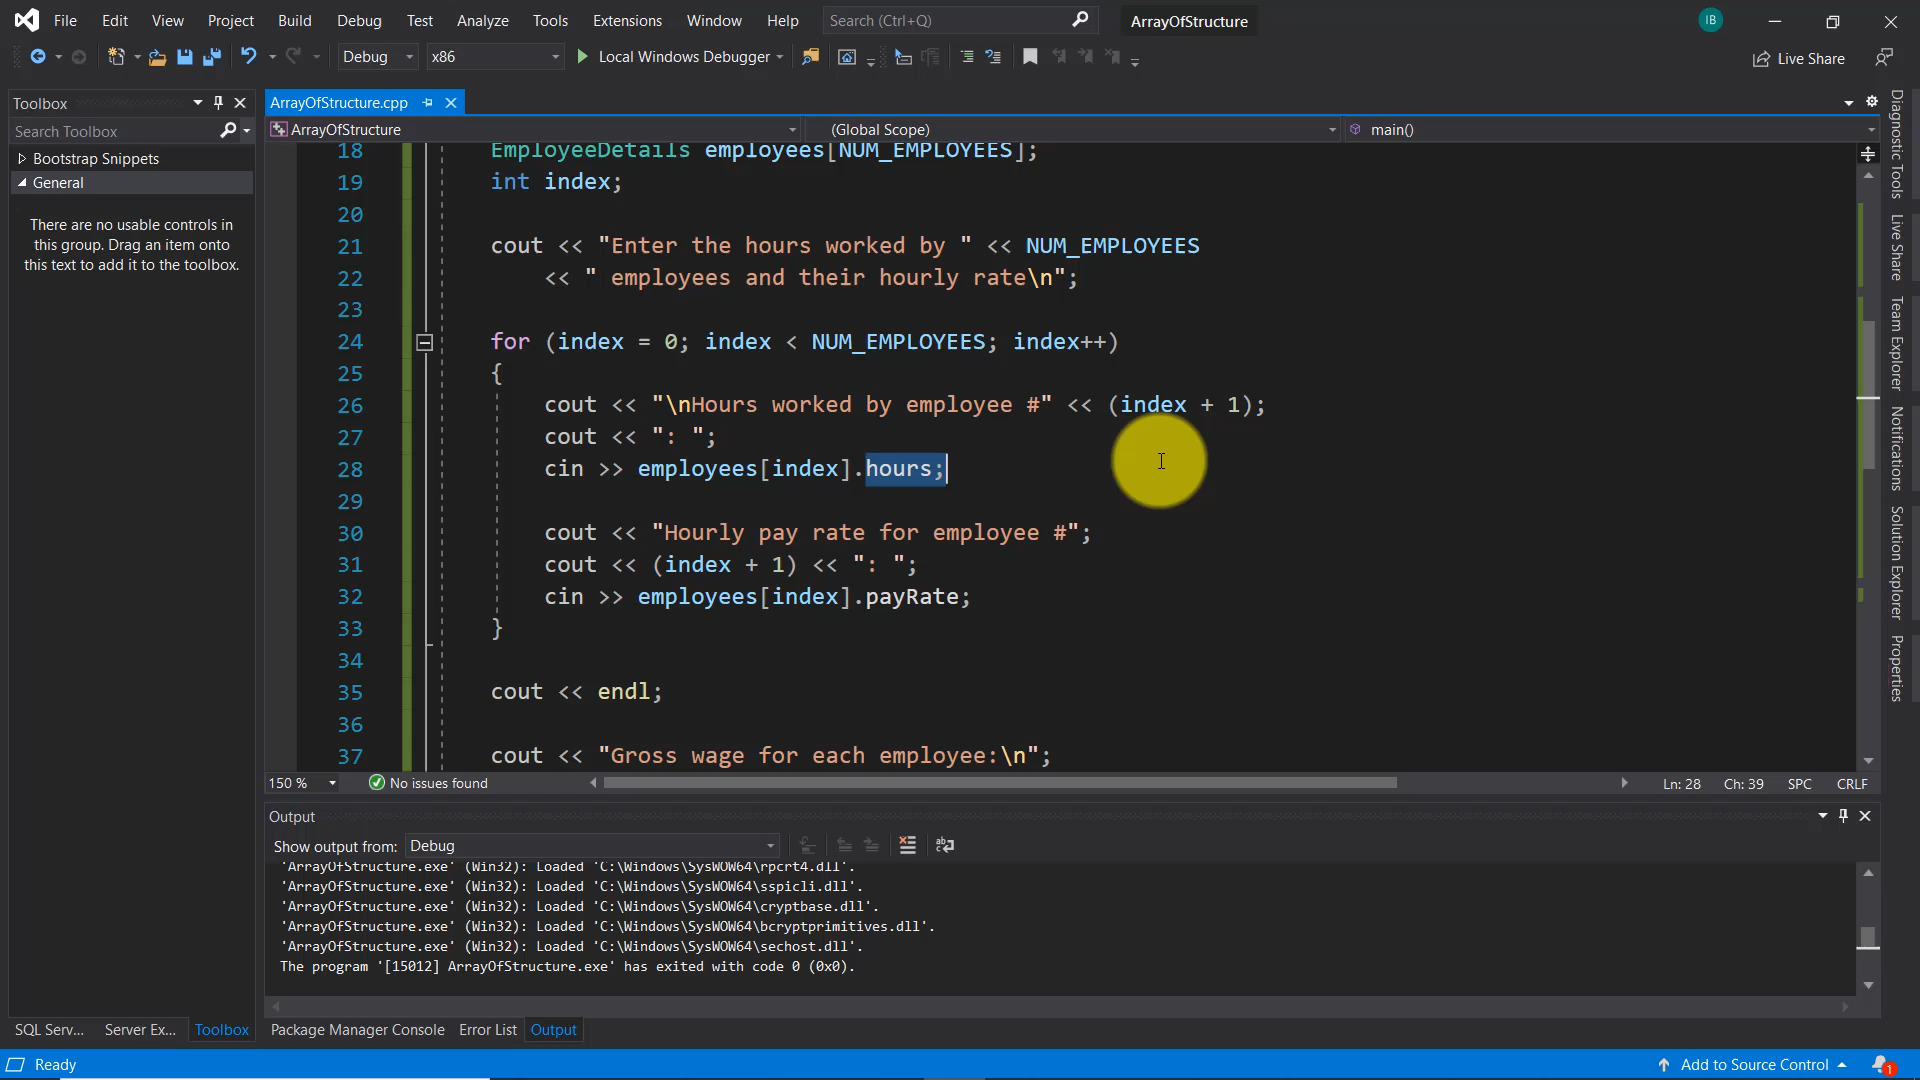 File Edit View Project Build Debug Test Analyze Tools Extensions Window Help Search (Ctrl+Q) ArrayOfStructure IB
Debug x86 Local Windows Debugger Live Share
Toolbox
Search Toolbox
Bootstrap Snippets
General
There are no usable controls in
this group. Drag an item onto
this text to add it to the toolbox.
ArrayOfStructure.cpp
ArrayOfStructure (Global Scope) main()
18 EmployeeDetails employees[NUM_EMPLOYEES];
19 int index;
20
21 cout << "Enter the hours worked by " << NUM_EMPLOYEES
22 << " employees and their hourly rate\n";
23
24 for (index = 0; index < NUM_EMPLOYEES; index++)
25 {
26 cout << "\nHours worked by employee #" << (index + 1);
27 cout << ": ";
28 cin >> employees[index].hours;
29
30 cout << "Hourly pay rate for employee #";
31 cout << (index + 1) << ": ";
32 cin >> employees[index].payRate;
33 }
34
35 cout << endl;
36
37 cout << "Gross wage for each employee:\n";
150 % No issues found Ln: 28 Ch: 39 SPC CRLF
Output
Show output from: Debug
'ArrayOfStructure.exe' (Win32): Loaded 'C:\Windows\SysWOW64\rpcrt4.dll'.
'ArrayOfStructure.exe' (Win32): Loaded 'C:\Windows\SysWOW64\sspicli.dll'.
'ArrayOfStructure.exe' (Win32): Loaded 'C:\Windows\SysWOW64\cryptbase.dll'.
'ArrayOfStructure.exe' (Win32): Loaded 'C:\Windows\SysWOW64\bcryptprimitives.dll'.
'ArrayOfStructure.exe' (Win32): Loaded 'C:\Windows\SysWOW64\sechost.dll'.
The program '[15012] ArrayOfStructure.exe' has exited with code 0 (0x0).
SQL Serv... Server Ex... Toolbox Package Manager Console Error List Output
Ready Add to Source Control 1
Diagnostic Tools
Live Share
Team Explorer
Notifications
Solution Explorer
Properties